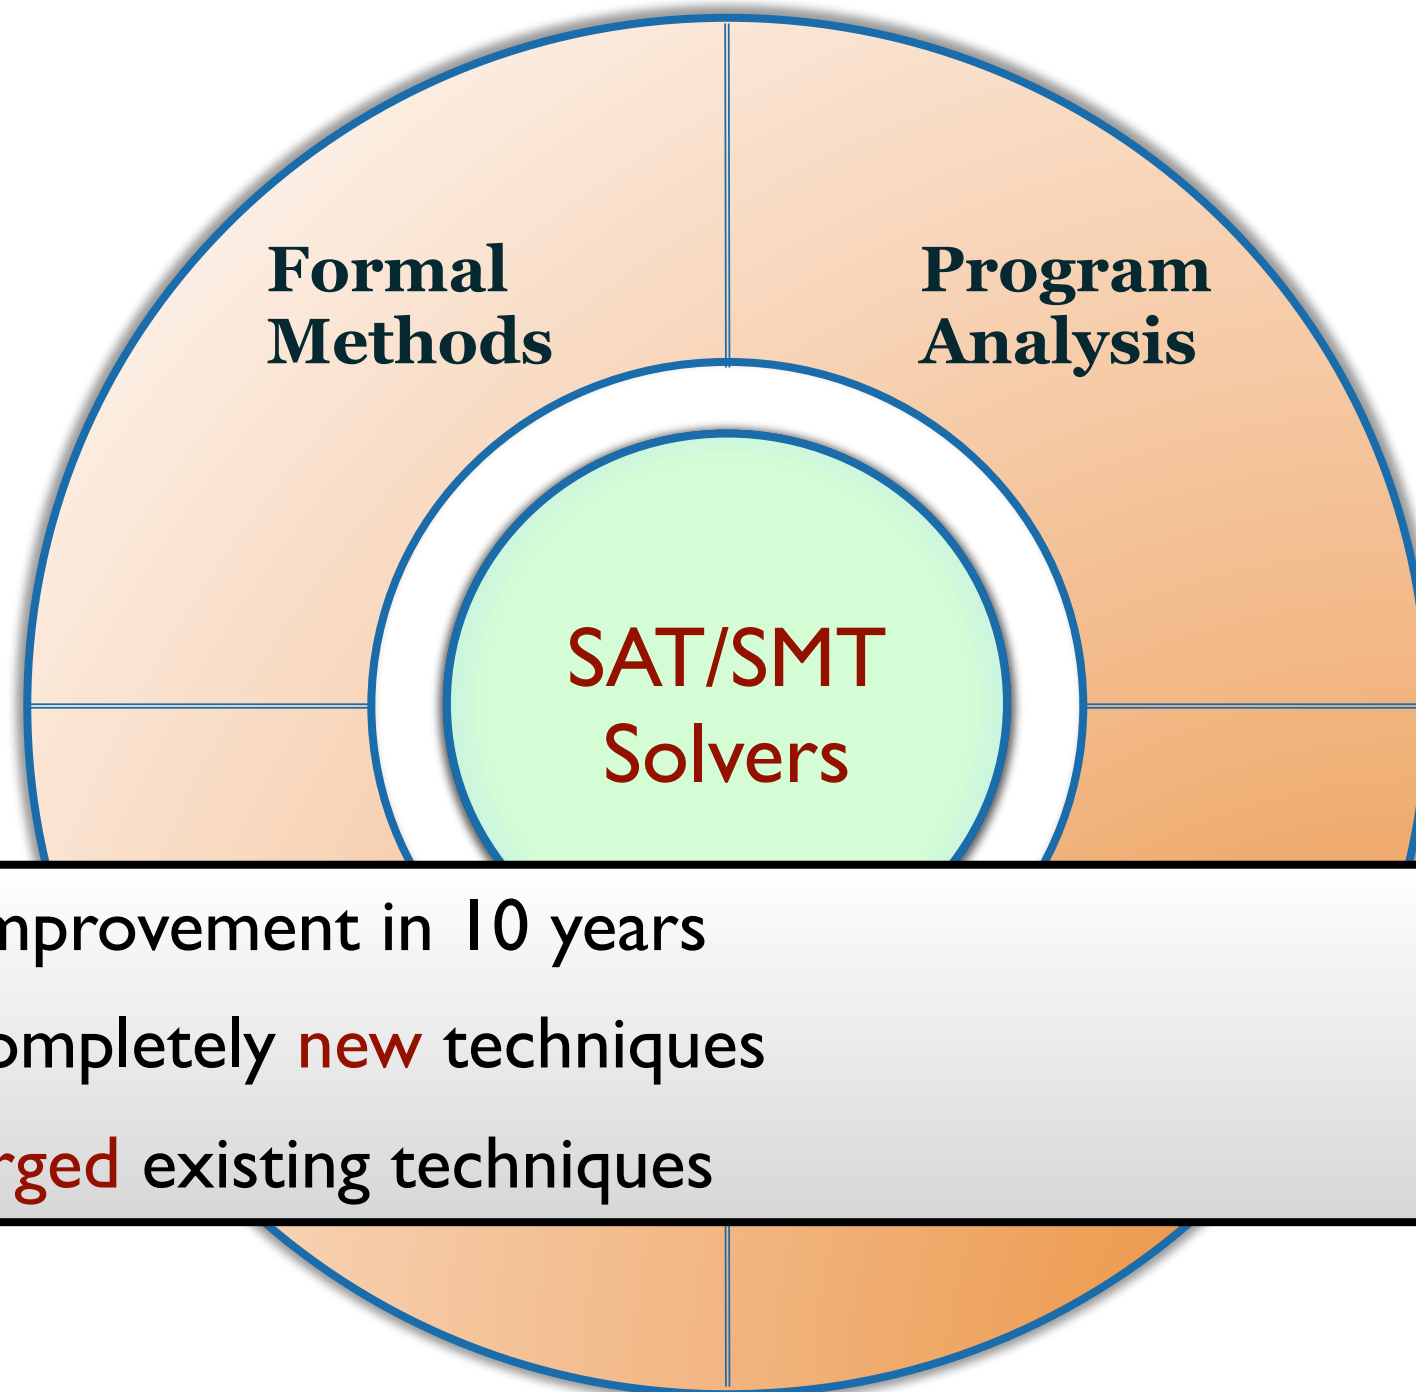 Formal
Methods
Program
Analysis
SAT/SMT
Solvers
mprovement in 10 years
ompletely new techniques
rged existing techniques